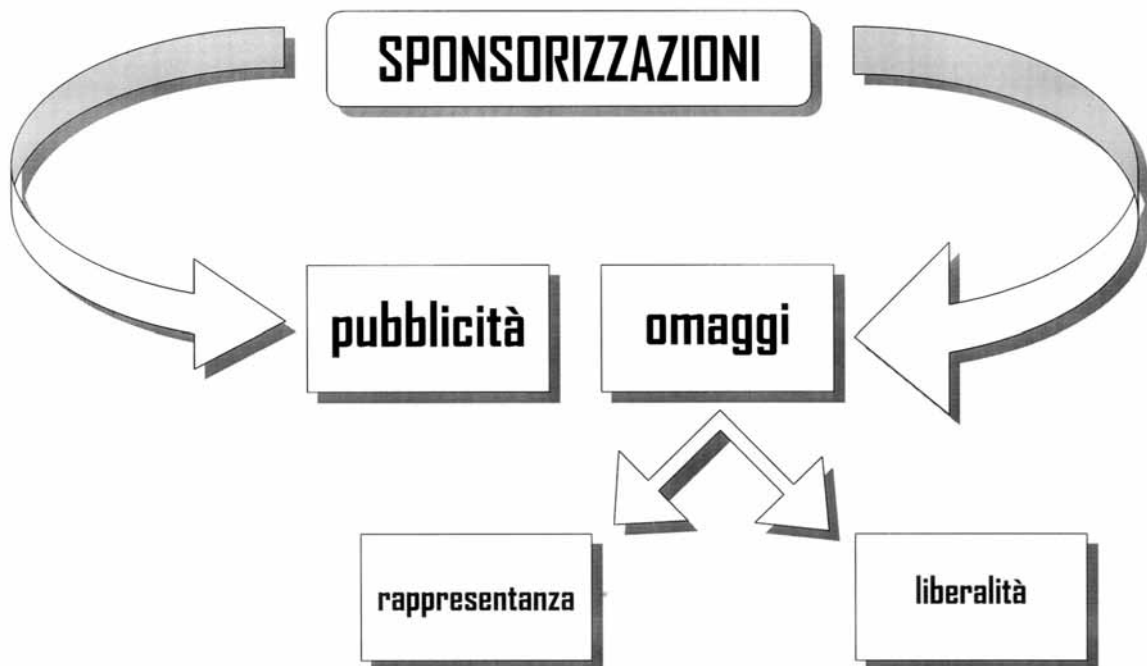 SPONSORIZZAZIONI
pubblicità
omaggi
rappresentanza
liberalità